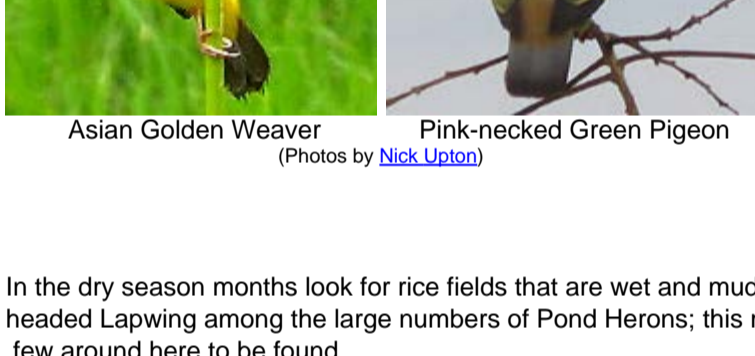 Asian Golden Weaver Pink-necked Green Pigeon
(Photos by Nick Upton)
In the dry season months look for rice fields that are wet and
headed Lapwing among the large numbers of Pond Herons; this
few around here to be found